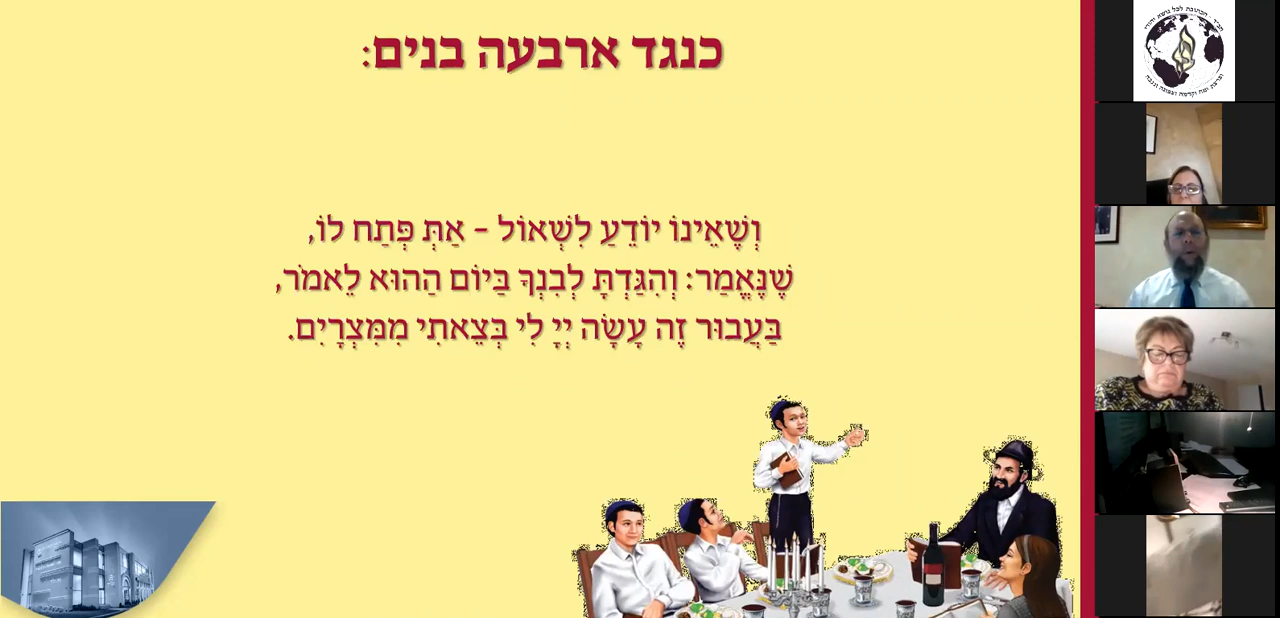 כנגד ארבעה בנים:
וְשֶׁאֵינוֹ יוֹדֵעַ לִשְׁאוֹל - אַתְּ פְּתַח לוֹ,
שֶׁנֶּאֱמַר: וְהִגַּדְתָּ לְבִנְךָ בַּיּוֹם הַהוּא לֵאמֹר,
בַּעֲבוּר זֶה עָשָׂה יְיָ לִי בְּצֵאתִי מִמִּצְרָיִם.